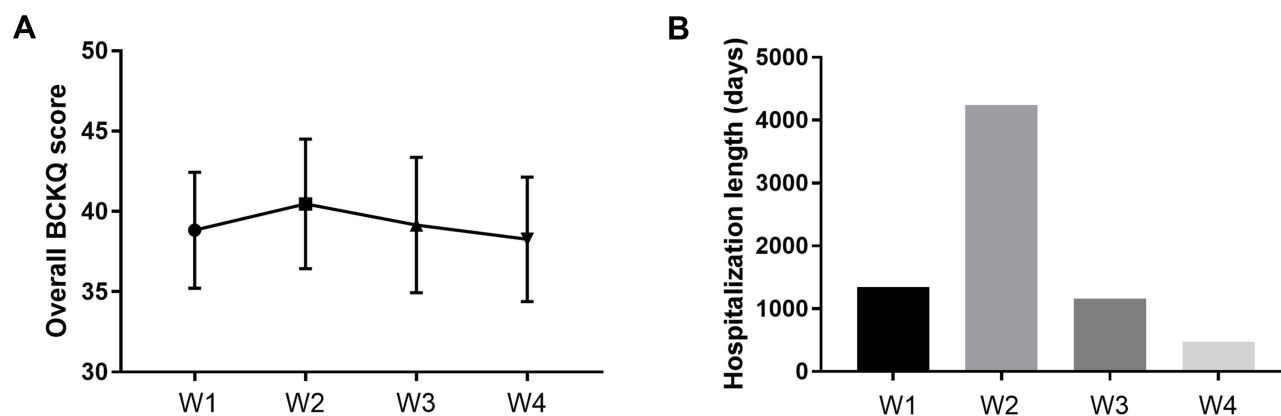 A
Overall BCKQ score
50
45
40
35
30
W1 W2 W3 W4
B
Hospitalization length (days)
5000
4000
3000
2000
1000
0
W1 W2 W3 W4